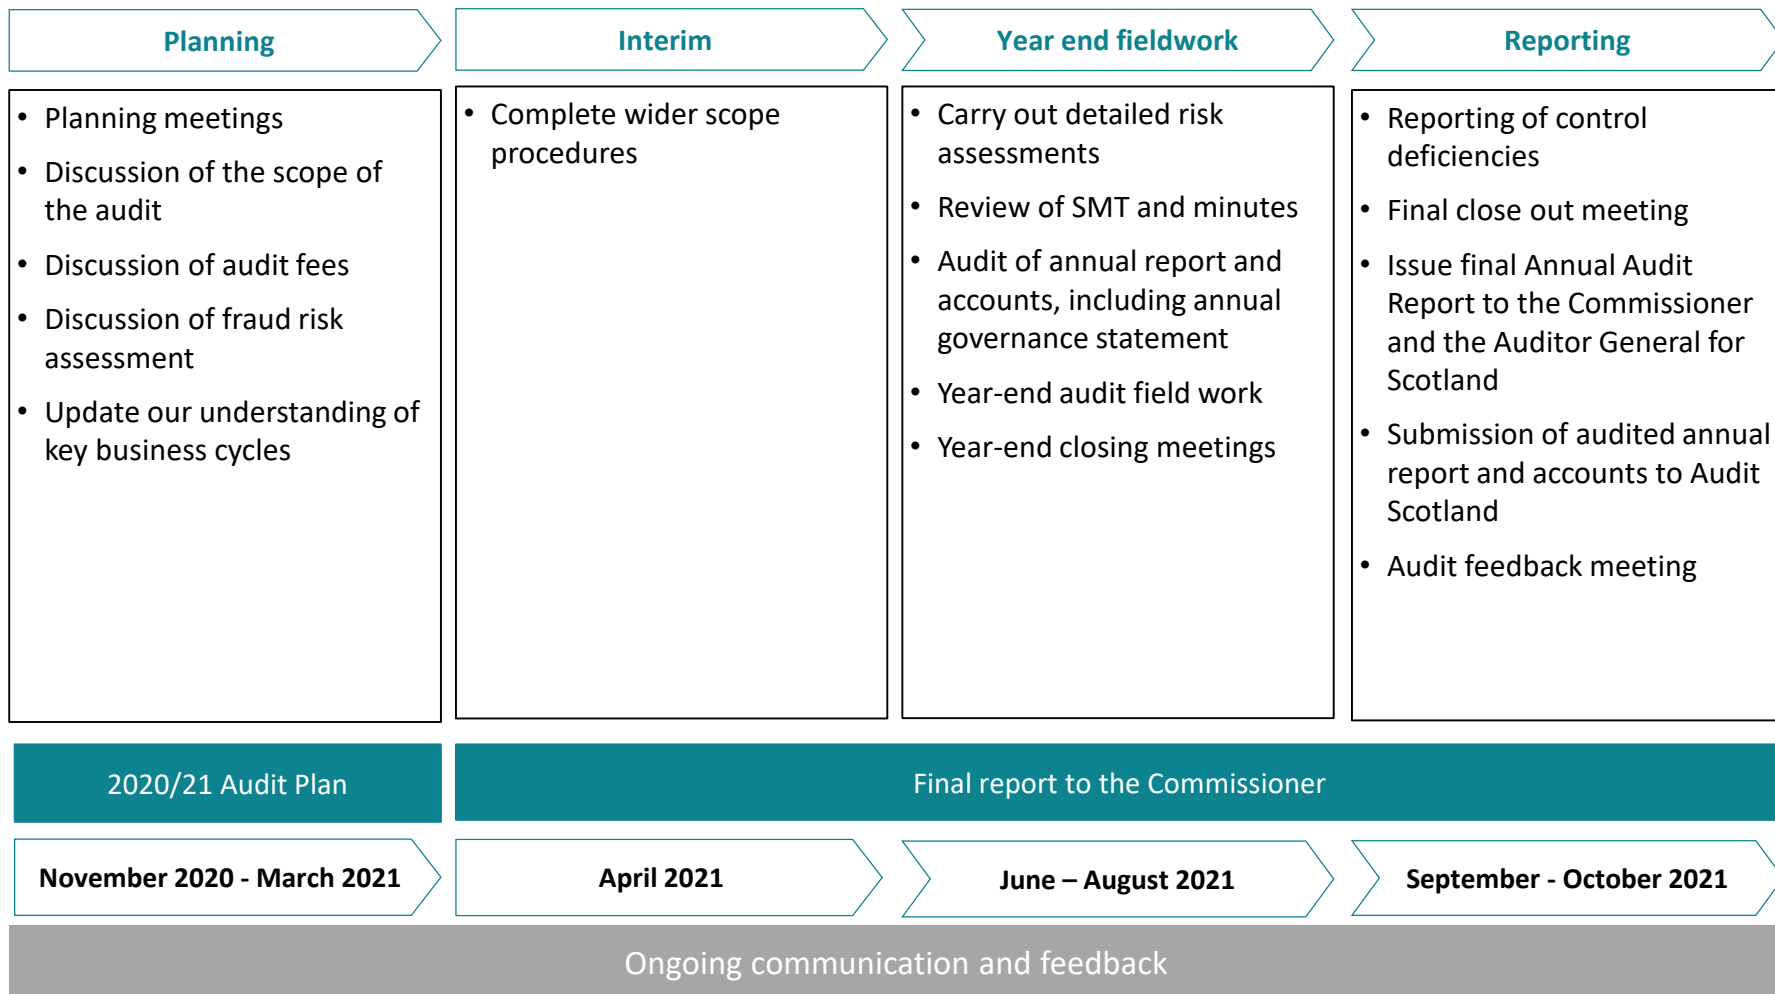 Planning
• Planning meetings
• Discussion of the scope of
the audit
• Discussion of audit fees
• Discussion of fraud risk
assessment
• Update our understanding of
key business cycles
Interim
• Complete wider scope
procedures
Year end fieldwork
• Carry out detailed risk
assessments
• Review of SMT and minutes
• Audit of annual report and
accounts, including annual
governance statement
• Year-end audit field work
• Year-end closing meetings
Reporting
• Reporting of control
deficiencies
• Final close out meeting
• Issue final Annual Audit
Report to the Commissioner
and the Auditor General for
Scotland
• Submission of audited annual
report and accounts to Audit
Scotland
• Audit feedback meeting
2020/21 Audit Plan
Final report to the Commissioner
November 2020 - March 2021
April 2021
June – August 2021
September - October 2021
Ongoing communication and feedback